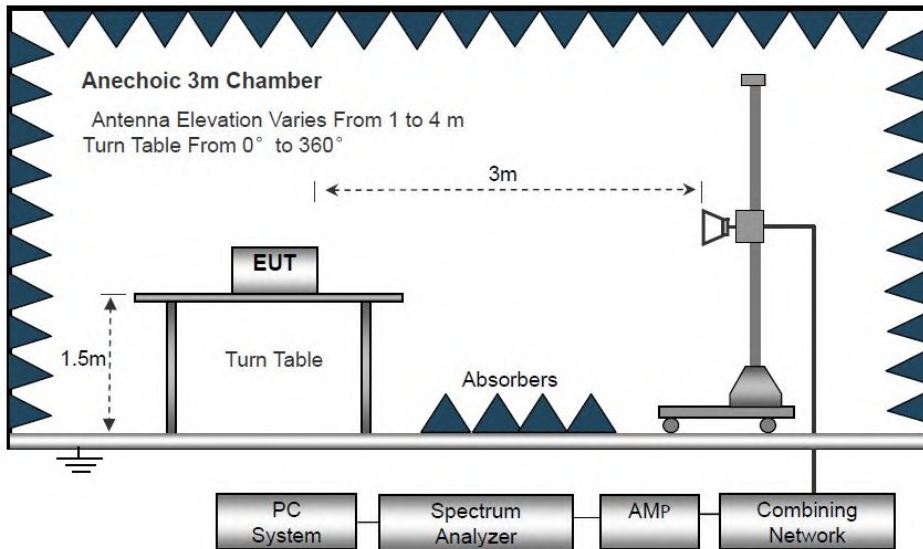 Anechoic 3m Chamber
Antenna Elevation Varies From 1 to 4 m
Turn Table From 0° to 360°
3m
EUT
1.5m
Turn Table
Absorbers
PC
System
Spectrum
Analyzer
AMP
Combining
Network